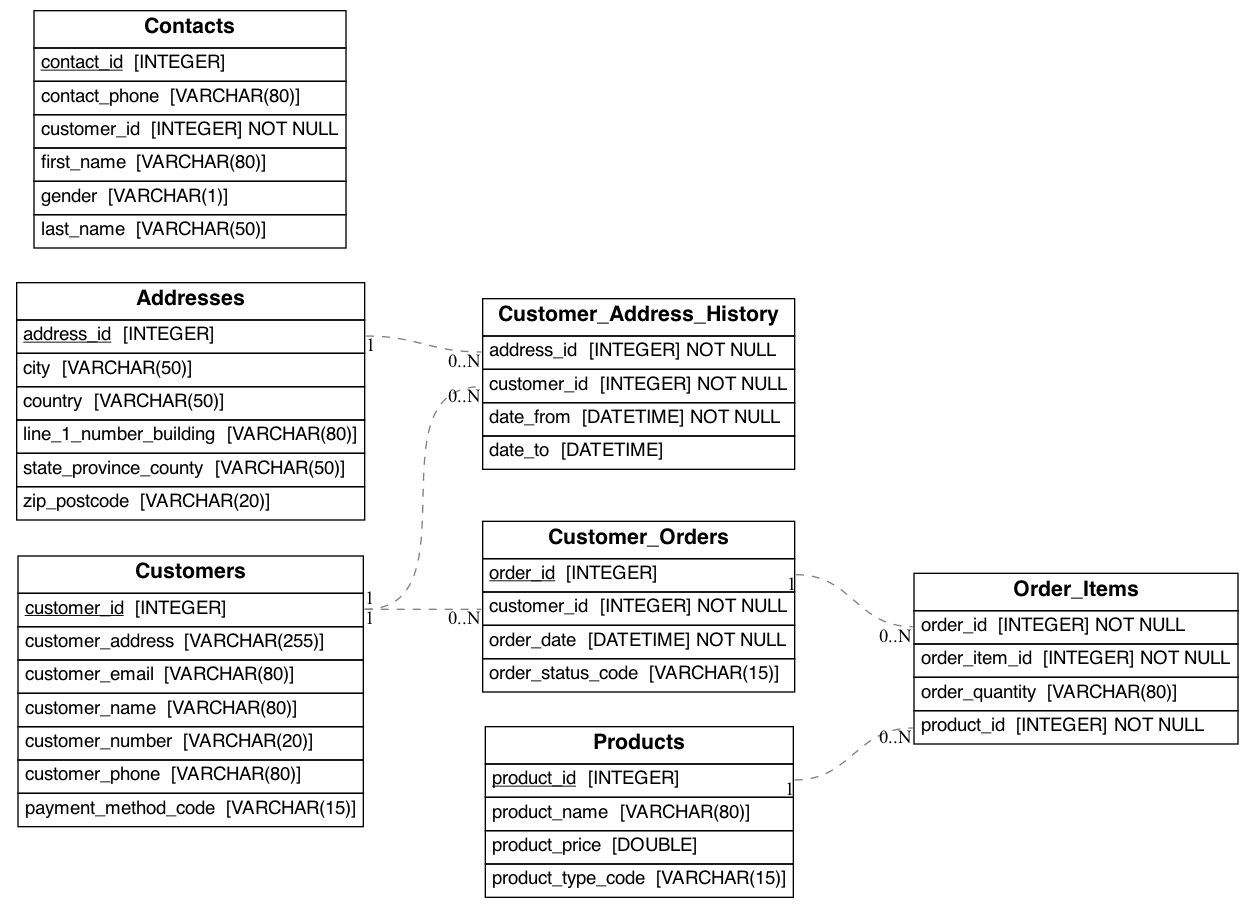 Contacts
contact_id [INTEGER]
contact_phone [VARCHAR(80)]
customer_id [INTEGER] NOT NULL
first_name [VARCHAR(80)]
gender [VARCHAR(1)]
last_name [VARCHAR(50)]
Addresses
address_id [INTEGER]
city [VARCHAR(50)]
country [VARCHAR(50)]
line_1_number_building [VARCHAR(80)]
state_province_county [VARCHAR(50)]
zip_postcode [VARCHAR(20)]
1
0..N
Customer_Address_History
address_id [INTEGER] NOT NULL
customer_id [INTEGER] NOT NULL
date_from [DATETIME] NOT NULL
date_to [DATETIME]
0..N
Customers
customer_id [INTEGER]
customer_address [VARCHAR(255)]
customer_email [VARCHAR(80)]
customer_name [VARCHAR(80)]
customer_number [VARCHAR(20)]
customer_phone [VARCHAR(80)]
payment_method_code [VARCHAR(15)]
1
1
0..N
Customer_Orders
order_id [INTEGER]
customer_id [INTEGER] NOT NULL
order_date [DATETIME] NOT NULL
order_status_code [VARCHAR(15)]
1
0..N
Products
product_id [INTEGER]
product_name [VARCHAR(80)]
product_price [DOUBLE]
product_type_code [VARCHAR(15)]
1
0..N
Order_Items
order_id [INTEGER] NOT NULL
order_item_id [INTEGER] NOT NULL
order_quantity [VARCHAR(80)]
product_id [INTEGER] NOT NULL